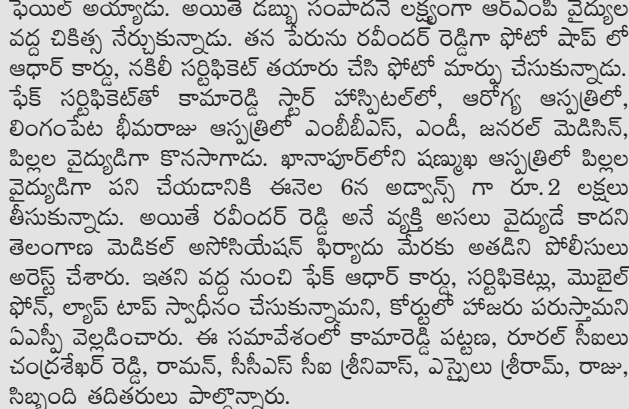 ఫెయిల్ అయ్యాడు. అయితే డబ్బు సంపాదనే లక్ష్యంగా ఆర్ఎంపి వైద్యుల
వద్ద చికిత్స నేర్చుకున్నాడు. తన పేరును రవీందర్ రెడ్డిగా ఫోటో షాప్ లో
ఆధార్ కార్డు, నకిలీ సర్టిఫికెట్ తయారు చేసి ఫోటో మార్పు చేసుకున్నాడు.
ఫేక్ సర్టిఫికెట్‌తో కామారెడ్డి స్టార్ హాస్పిటల్‌లో, ఆరోగ్య ఆస్పత్రిలో,
లింగంపేట భీమరాజు ఆస్పత్రిలో ఎంబీబీఎస్, ఎండీ, జనరల్ మెడిసిన్,
పిల్లల వైద్యుడిగా కొనసాగాడు. ఖానాపూర్‌లోని షణ్ముఖ ఆస్పత్రిలో పిల్లల
వైద్యుడిగా పని చేయడానికి ఈనెల 6న అడ్వాన్స్ గా రూ.2 లక్షలు
తీసుకున్నాడు. అయితే రవీందర్ రెడ్డి అనే వ్యక్తి అసలు వైద్యుడే కాదని
తెలంగాణ మెడికల్ అసోసియేషన్ ఫిర్యాదు మేరకు అతడిని పోలీసులు
అరెస్ట్ చేశారు. ఇతని వద్ద నుంచి ఫేక్ ఆధార్ కార్డు, సర్టిఫికెట్లు, మొబైల్
ఫోన్, ల్యాప్ టాప్ స్వాధీనం చేసుకున్నామని, కోర్టులో హాజరు పరుస్తామని
ఏఎస్పీ వెల్లడించారు. ఈ సమావేశంలో కామారెడ్డి పట్టణ, రూరల్ సీఐలు
చంద్రశేఖర్ రెడ్డి, రామన్, సీసీఎస్ సీఐ శ్రీనివాస్, ఎస్సైలు శ్రీరామ్, రాజు,
సిబ్బంది తదితరులు పాల్గొన్నారు.